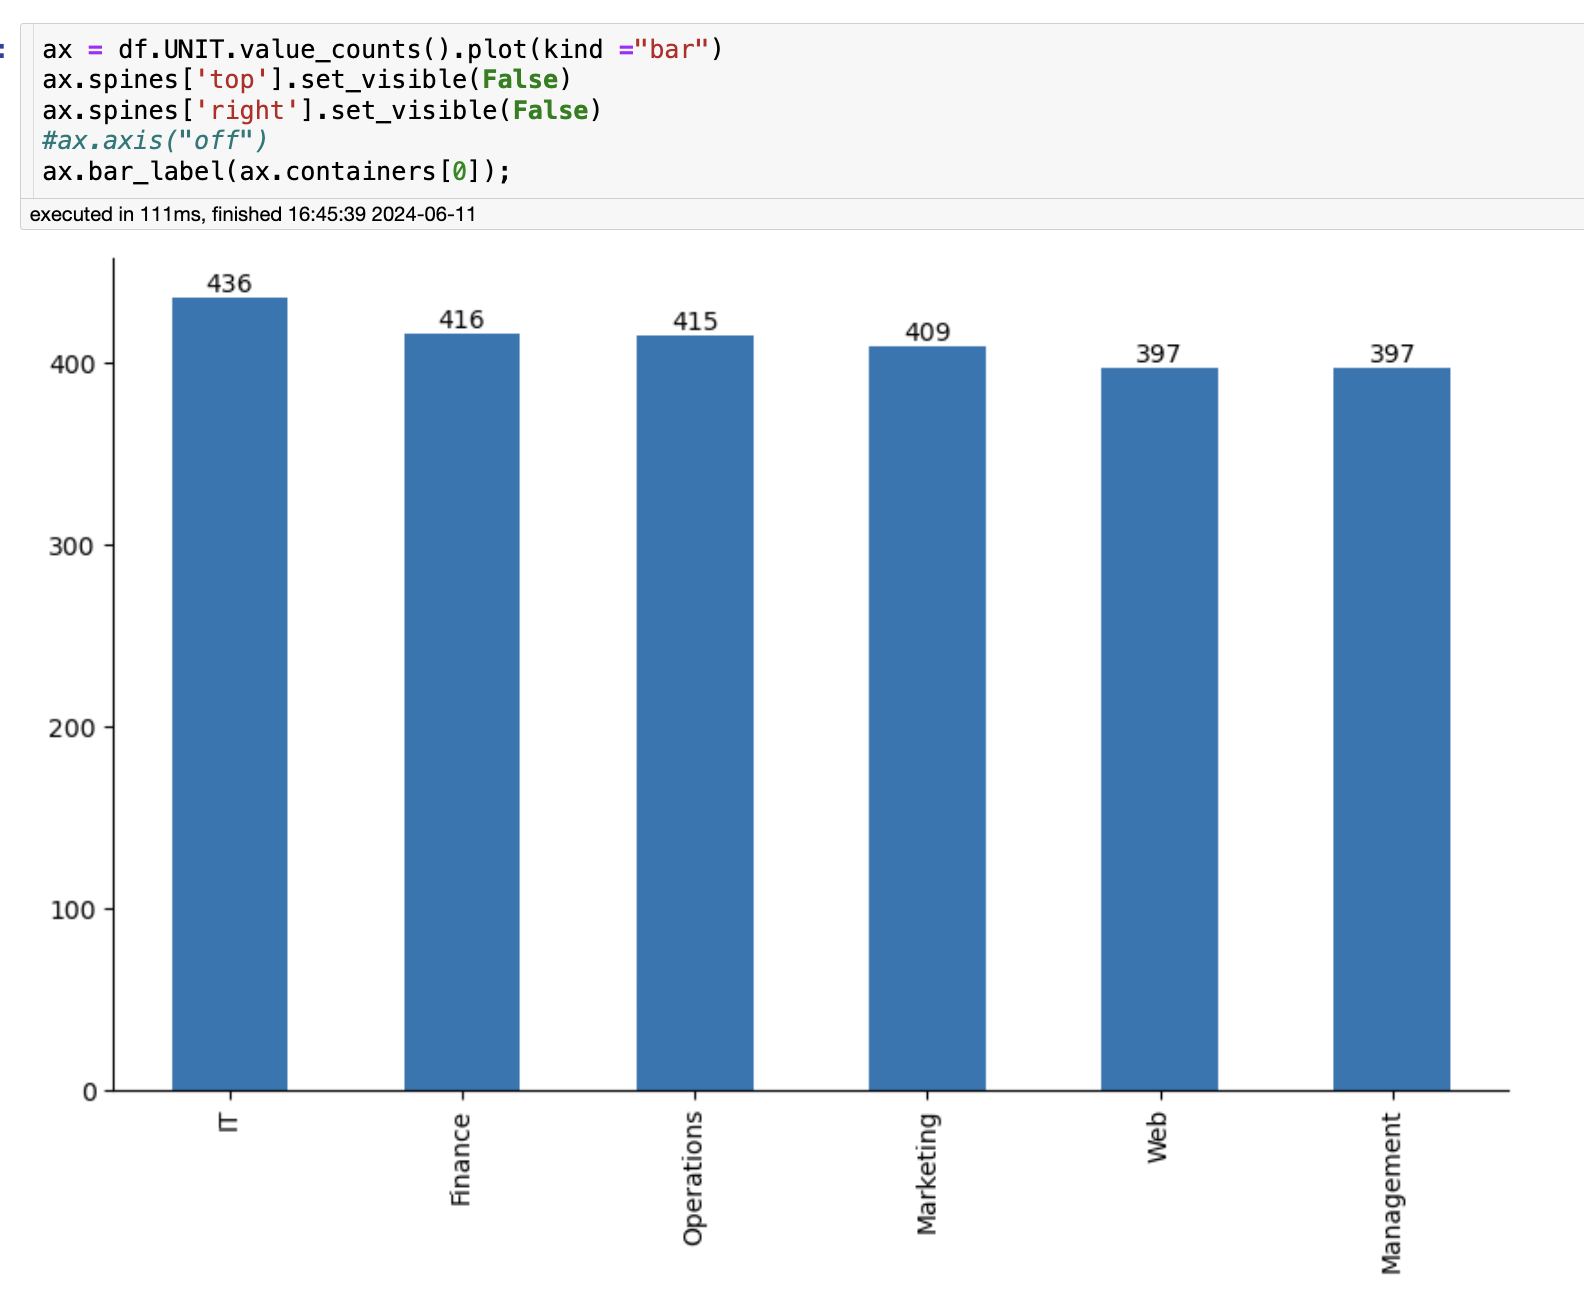 :
ax = df.UNIT.value_counts().plot(kind ="bar")
ax.spines['top'].set_visible(False)
ax.spines['right'].set_visible(False)
#ax.axis("off")
ax.bar_label(ax.containers[0]);
executed in 111ms, finished 16:45:39 2024-06-11
436
416
415
409
397
397
400
300
200
100
0
IT
Finance
Operations
Marketing
Web
Management